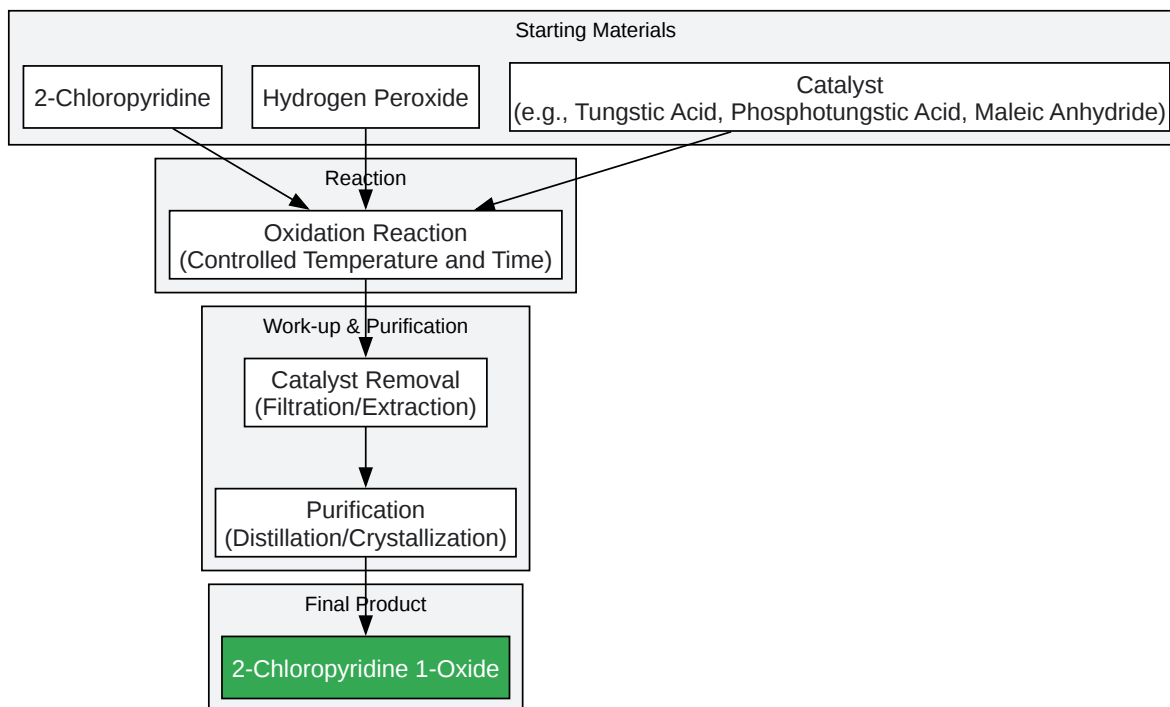 Starting Materials
2-Chloropyridine
Hydrogen Peroxide
Catalyst
(e.g., Tungstic Acid, Phosphotungstic Acid, Maleic Anhydride)
Reaction
Oxidation Reaction
(Controlled Temperature and Time)
Work-up & Purification
Catalyst Removal
(Filtration/Extraction)
Purification
(Distillation/Crystallization)
Final Product
2-Chloropyridine 1-Oxide